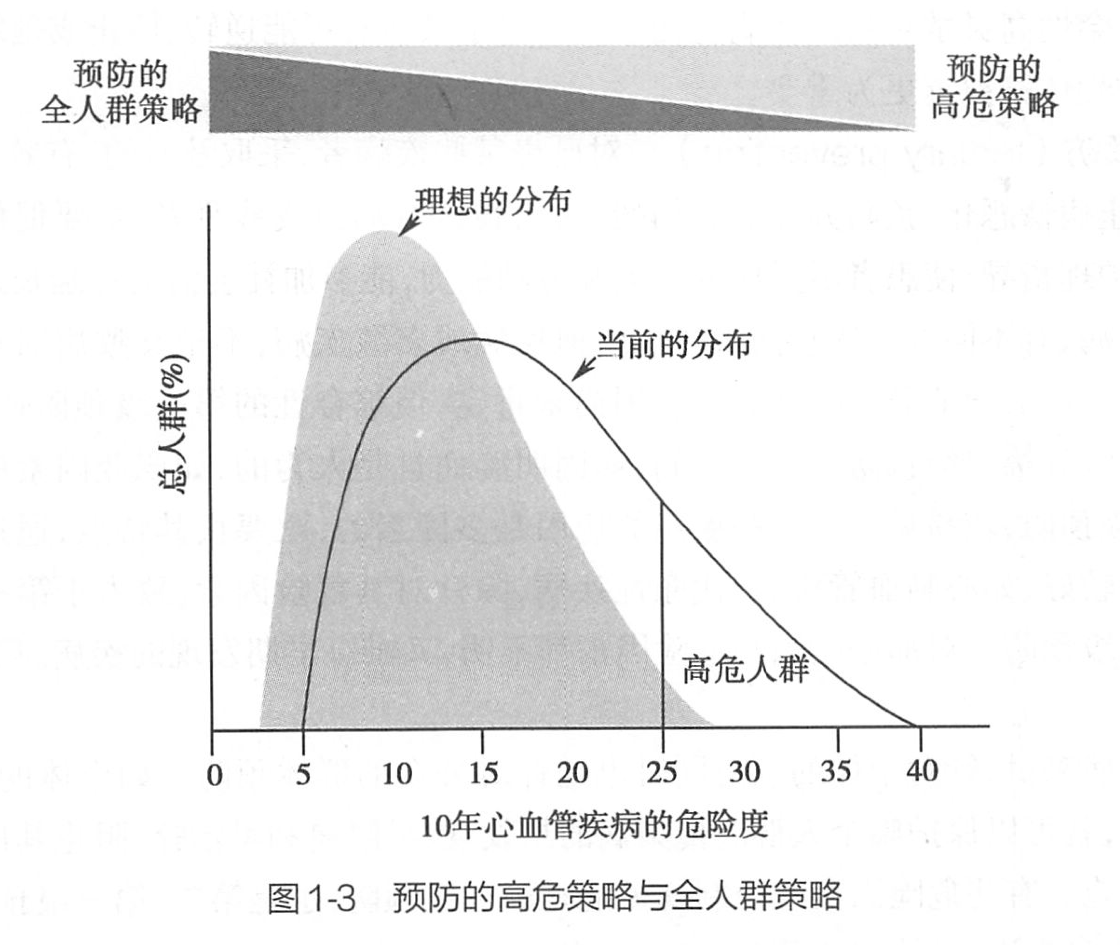 预防的
全人群策略
预防的
高危策略
理想的分布
当前的分布
总人群(%)
高危人群
0 5 10 15 20 25 30 35 40
10年心血管疾病的危险度
图1-3 预防的高危策略与全人群策略